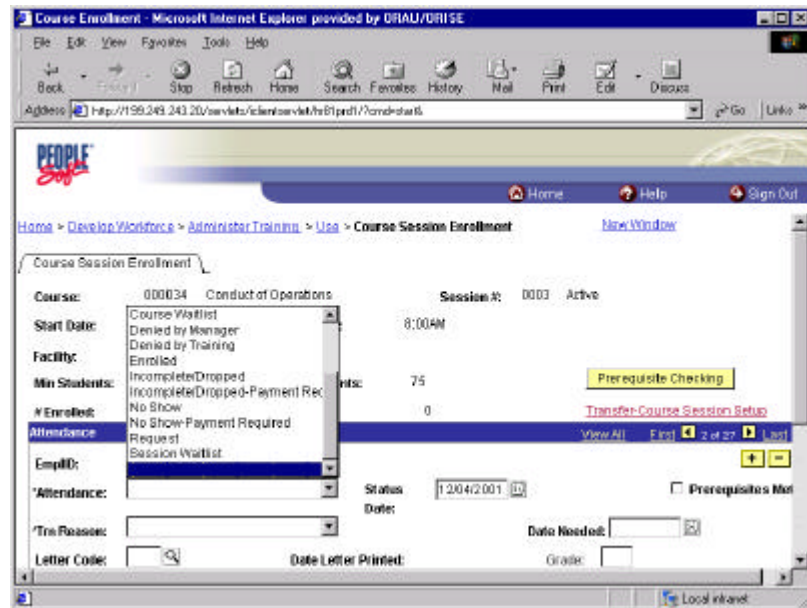 Course Enrollment - Microsoft Internet Explorer provided by ORAU/ORISE
File Edit View Favorites Tools Help
Back Stop Refresh Home Search Favorites History Mail Print Edit Discuss
Address http://199.249.243.20/servlets/iclientservlet/hr81prd1/?cmd=start& Go Links »
PEOPLE
Soft
Home Help Sign Out
Home > Develop Workforce > Administer Training > Use > Course Session Enrollment New Window
Course Session Enrollment
Course: 000034 Conduct of Operations Session #: 0003 Active
Course Waitlist
Start Date: 8:00AM
Denied by Manager
Denied by Training
Facility:
Enrolled
Incomplete/Dropped
Min Students: 75 Prerequisite Checking
Incomplete/Dropped-Payment Req
No Show
# Enrolled: 0 Transfer-Course Session Setup
No Show-Payment Required
Attendance View All First 2 of 27 Last
Request
Session Waitlist
EmplID: + -
*Attendance: Status Date: 12/04/2001 Prerequisites Met
*Trn Reason: Date Needed:
Letter Code: Date Letter Printed: Grade:
Local intranet